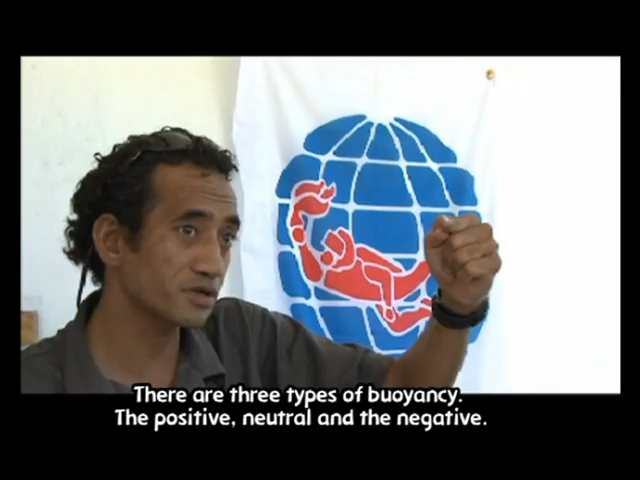 There are three types of buoyancy.
The positive, neutral and the negative.